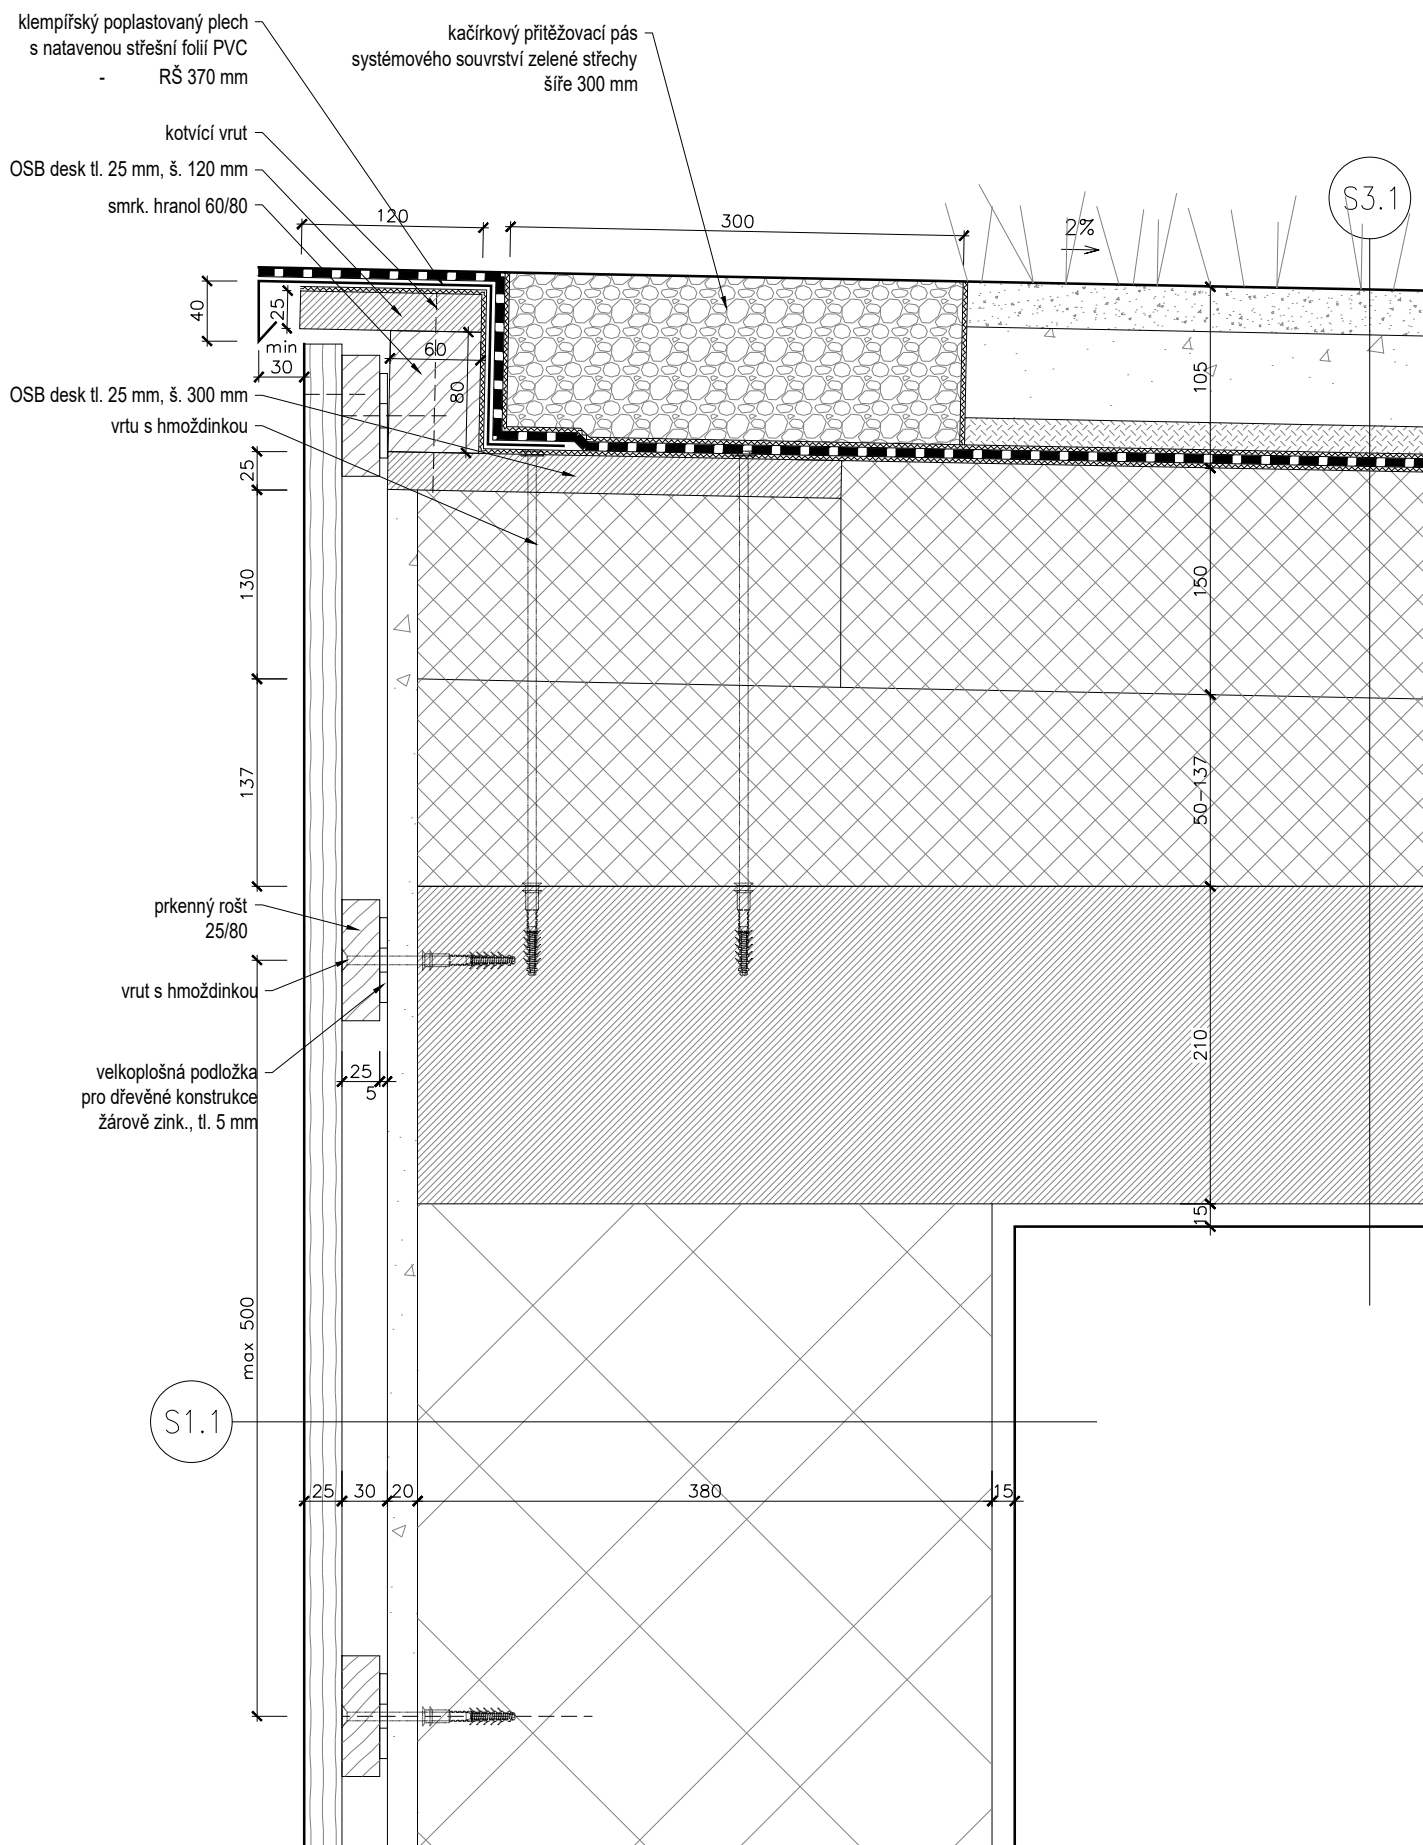 klempířský poplastovaný plech
s natavenou střešní folií PVC
- RŠ 370 mm
kačírkový přitěžovací pás
systémového souvrství zelené střechy
šíře 300 mm
kotvící vrut
OSB desk tl. 25 mm, š. 120 mm
smrk. hranol 60/80
S3.1
120
300
2%
40
25
min
30
60
80
105
OSB desk tl. 25 mm, š. 300 mm
vrtu s hmoždinkou
25
130
150
137
50-137
prkenný rošt
25/80
vrut s hmoždinkou
velkoplošná podložka
pro dřevěné konstrukce
žárově zink., tl. 5 mm
25
5
210
15
max 500
S1.1
25
30
20
380
15